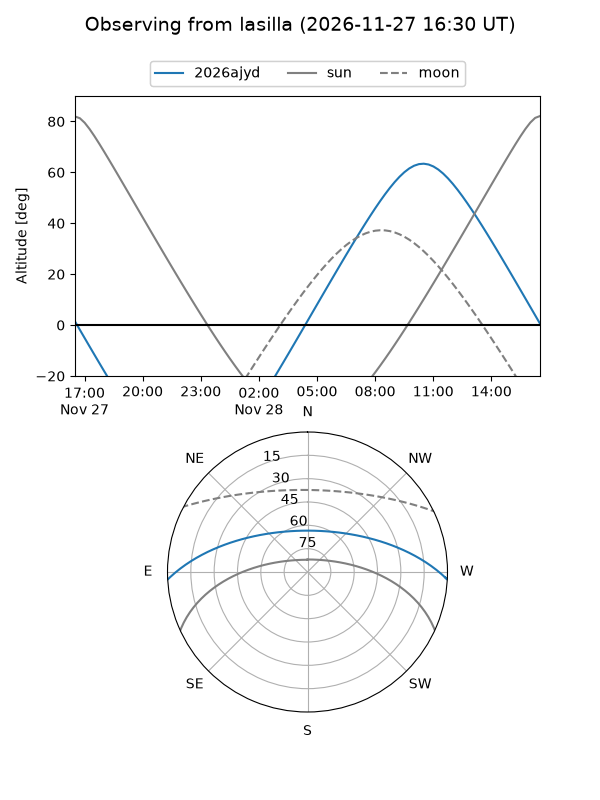 Observing from lasilla (2026-11-27 16:30 UT)
2026ajyd sun moon
Altitude [deg]
80
60
40
20
0
−20
17:00 20:00 23:00 02:00 05:00 08:00 11:00 14:00
Nov 27 Nov 28
N
NE NW
15
30
45
60
75
E W
SE SW
S